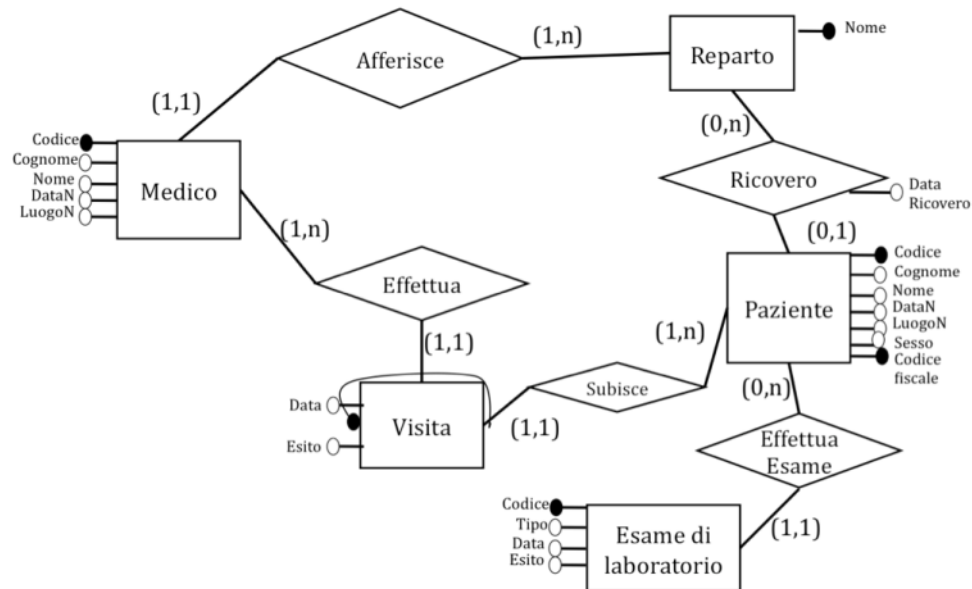 (1,n)
Nome
Afferisce
Reparto
(1,1)
(0,n)
Codice
Cognome
Nome
DataN
LuogoN
Medico
Ricovero
Data
Ricovero
(1,n)
(0,1)
Codice
Cognome
Nome
DataN
LuogoN
Sesso
Codice
fiscale
Effettua
Paziente
(1,1)
(1,n)
Subisce
(0,n)
Data
Visita
(1,1)
Esito
Effettua
Esame
Codice
Tipo
Data
Esito
Esame di
laboratorio
(1,1)